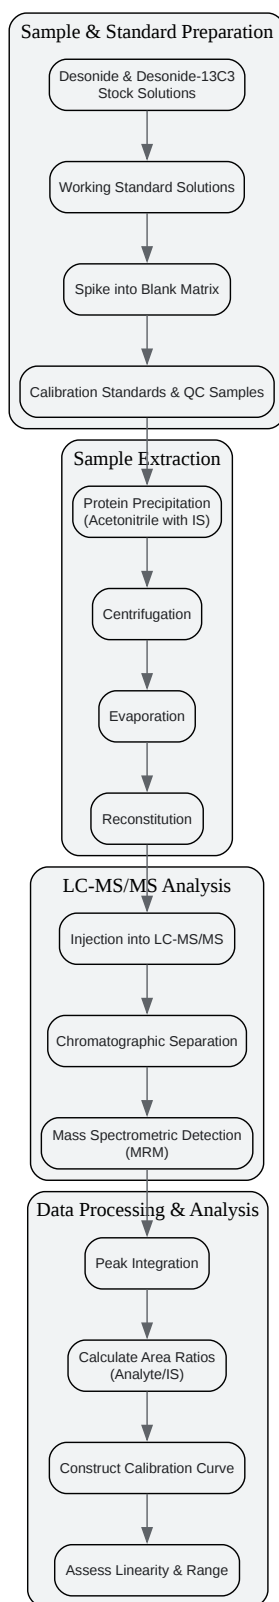 Sample & Standard Preparation
Desonide & Desonide-13C3
Stock Solutions
Working Standard Solutions
Spike into Blank Matrix
Calibration Standards & QC Samples
Sample Extraction
Protein Precipitation
(Acetonitrile with IS)
Centrifugation
Evaporation
Reconstitution
LC-MS/MS Analysis
Injection into LC-MS/MS
Chromatographic Separation
Mass Spectrometric Detection
(MRM)
Data Processing & Analysis
Peak Integration
Calculate Area Ratios
(Analyte/IS)
Construct Calibration Curve
Assess Linearity & Range